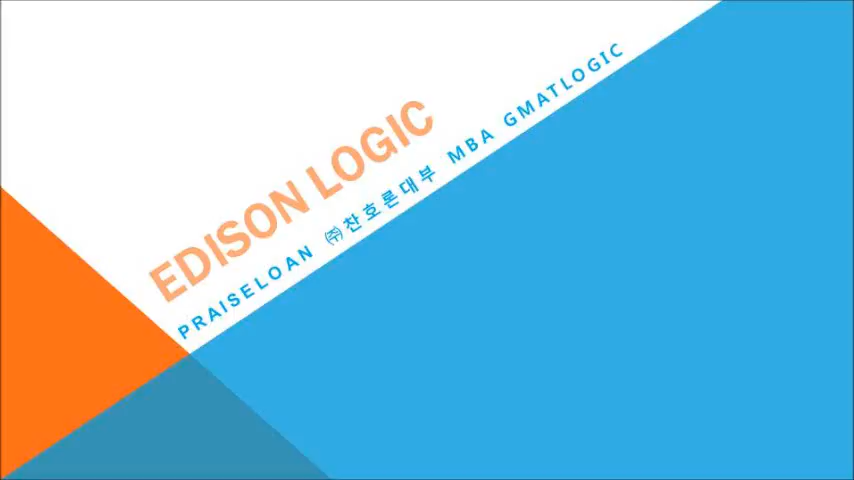 EDISON LOGIC
PRAISELOAN ㈜찬호론대부 MBA GMATLOGIC